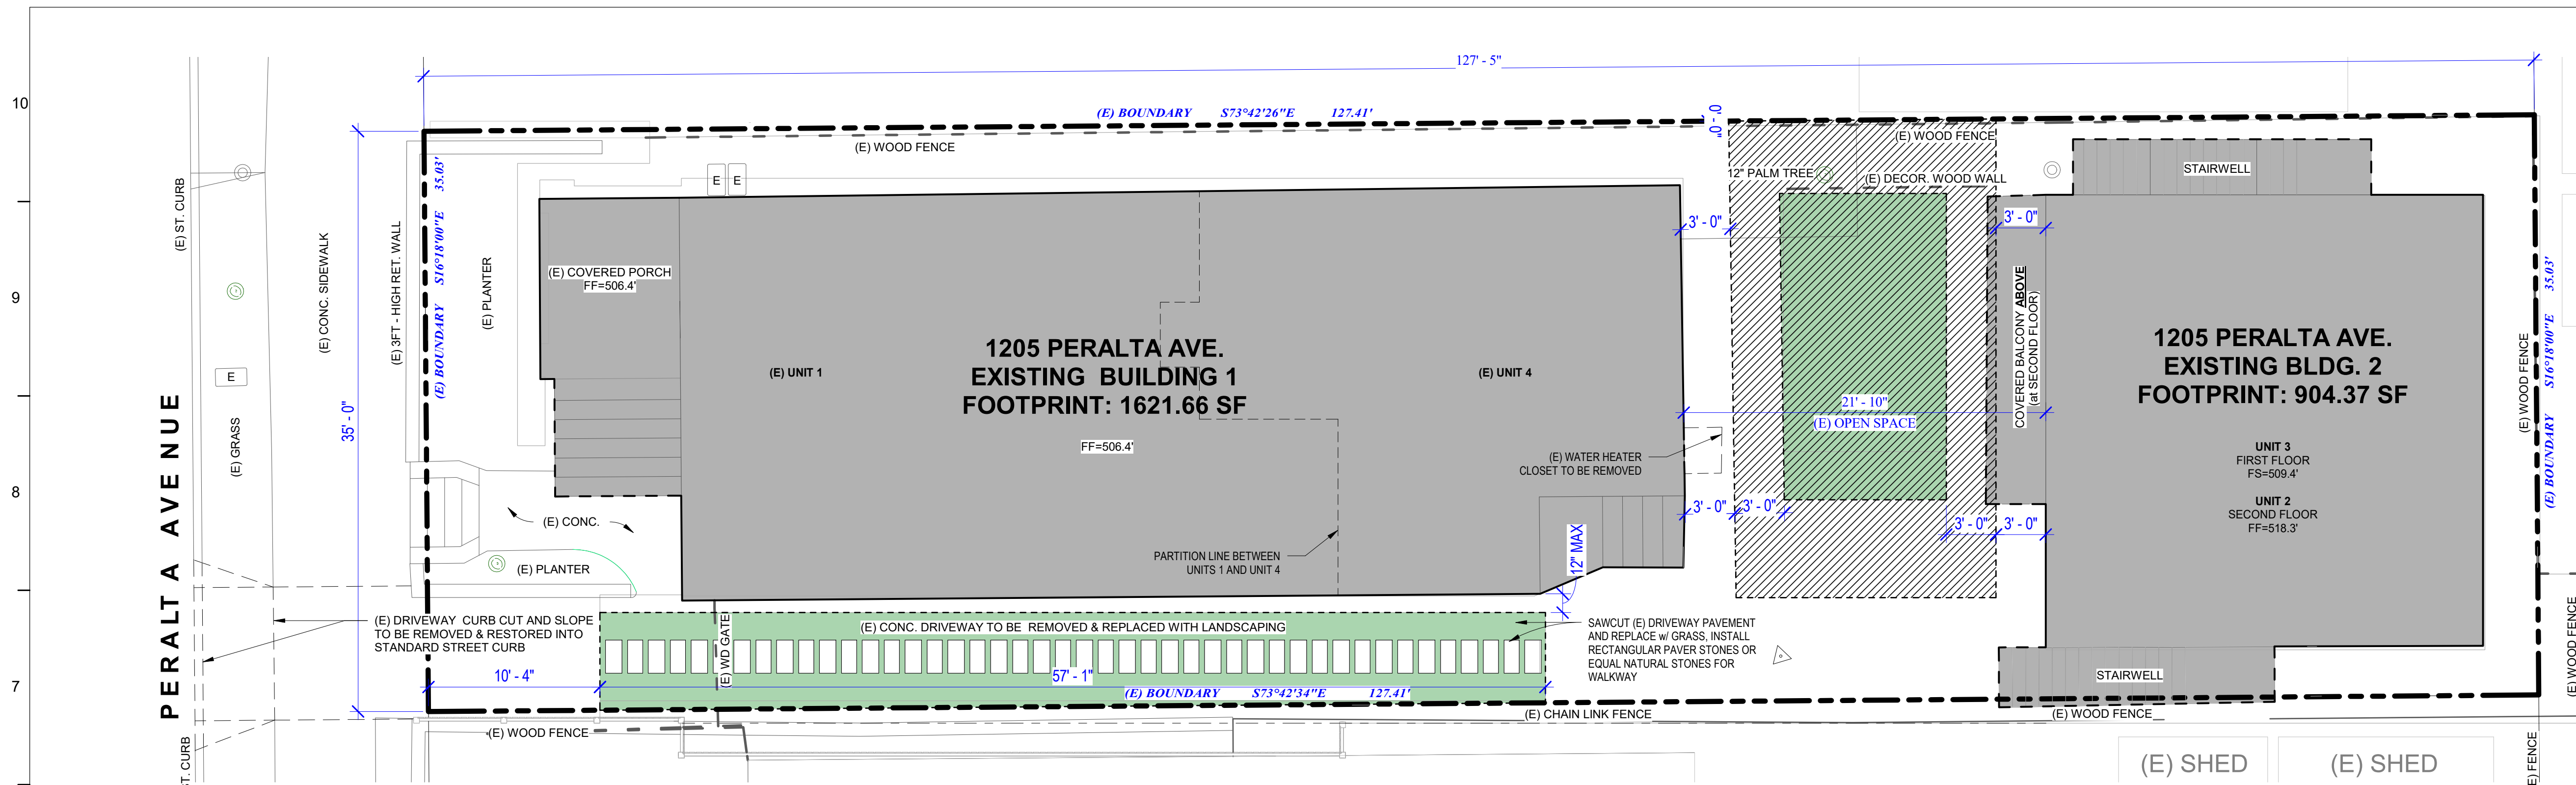 127' - 5"
10
(E) BOUNDARY S73°42'26"E 127.41'
0' - 0"
(E) WOOD FENCE
(E) WOOD FENCE
E E
12" PALM TREE
(E) DECOR. WOOD WALL
STAIRWELL
(E) ST. CURB
(E) CONC. SIDEWALK
(E) 3FT - HIGH RET. WALL
(E) BOUNDARY S16°18'00"E 35.03'
(E) PLANTER
3' - 0"
3' - 0"
(E) COVERED PORCH
FF=506.4'
9
COVERED BALCONY ABOVE
(at SECOND FLOOR)
1205 PERALTA AVE.
EXISTING BUILDING 1
FOOTPRINT: 1621.66 SF
(E) UNIT 1
(E) UNIT 4
FF=506.4'
1205 PERALTA AVE.
EXISTING BLDG. 2
FOOTPRINT: 904.37 SF
(E) WOOD FENCE
(E) BOUNDARY S16°18'00"E 35.03'
E
(E) GRASS
PERALTA AVENUE
35' - 0"
21' - 10"
(E) OPEN SPACE
(E) WATER HEATER
CLOSET TO BE REMOVED
UNIT 3
FIRST FLOOR
FS=509.4'
UNIT 2
SECOND FLOOR
FF=518.3'
8
3' - 0"
3' - 0"
3' - 0"
3' - 0"
(E) CONC.
(E) PLANTER
PARTITION LINE BETWEEN
UNITS 1 AND UNIT 4
12" MAX
(E) DRIVEWAY CURB CUT AND SLOPE
TO BE REMOVED & RESTORED INTO
STANDARD STREET CURB
(E) CONC. DRIVEWAY TO BE REMOVED & REPLACED WITH LANDSCAPING
(E) WD GATE
SAWCUT (E) DRIVEWAY PAVEMENT
AND REPLACE w/ GRASS, INSTALL
RECTANGULAR PAVER STONES OR
EQUAL NATURAL STONES FOR
WALKWAY
(E) WOOD FENCE
7
10' - 4"
57' - 1"
(E) BOUNDARY S73°42'34"E 127.41'
STAIRWELL
(E) CHAIN LINK FENCE
(E) WOOD FENCE
(E) WOOD FENCE
T. CURB
(E) SHED
(E) SHED
E) FENCE